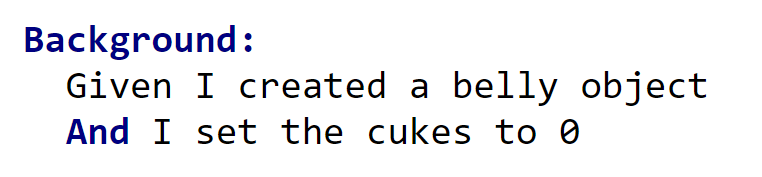 Background:
Given I created a belly object
And I set the cukes to 0